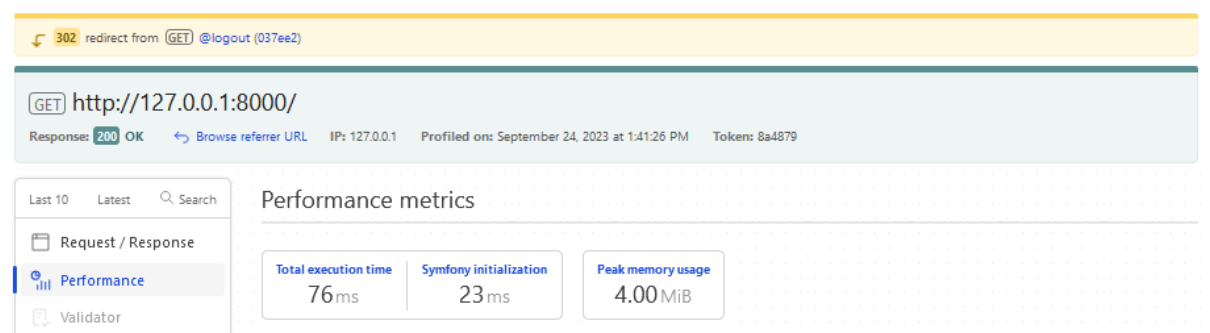 302 redirect from GET @logout (037ee2)
GET http://127.0.0.1:8000/
Response: 200 OK Browse referrer URL IP: 127.0.0.1 Profiled on: September 24, 2023 at 1:41:26 PM Token: 8a4879
Last 10 Latest Search
Request / Response
Performance
Validator
Performance metrics
Total execution time Symfony initialization Peak memory usage
76 ms 23 ms 4.00 MiB